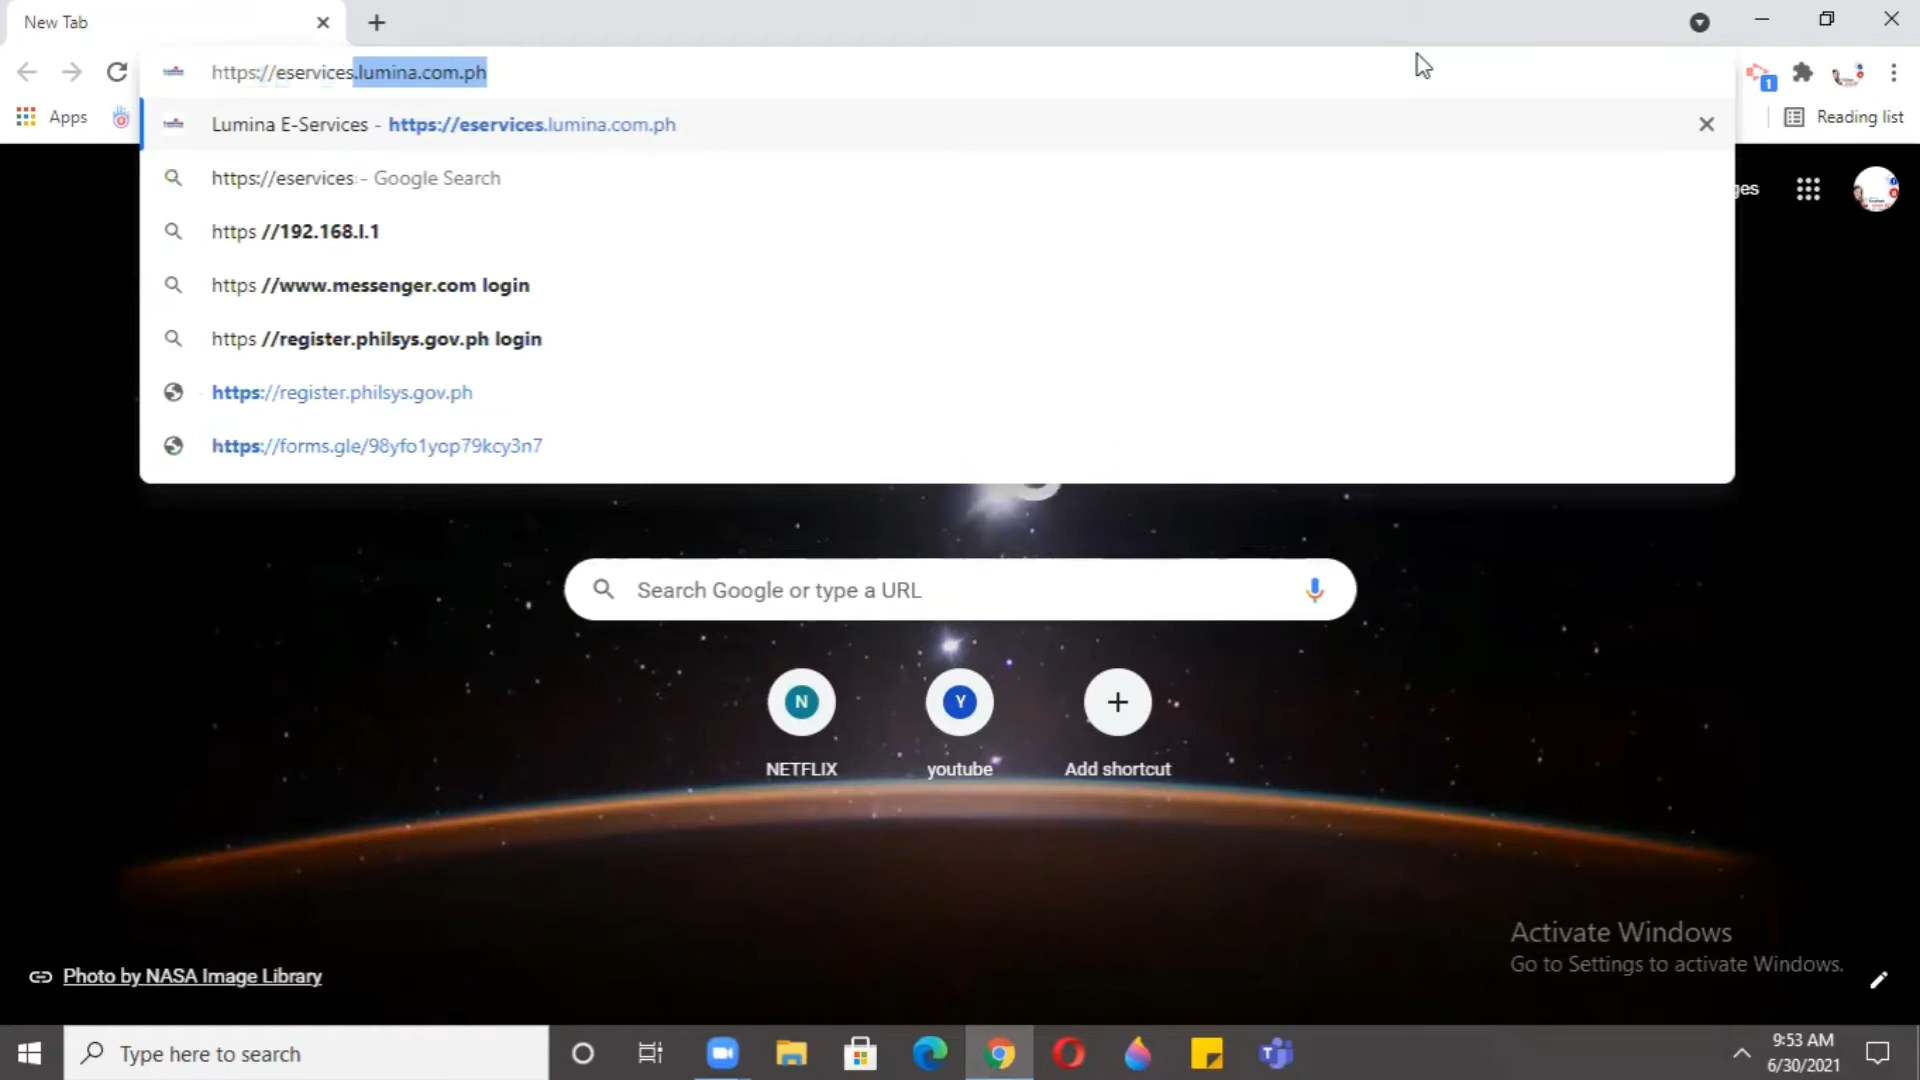 New Tab
https://eservices.lumina.com.ph
1
Apps
Reading list
Lumina E-Services - https://eservices.lumina.com.ph
https://eservices - Google Search
https //192.168.l.1
https //www.messenger.com login
https //register.philsys.gov.ph login
https://register.philsys.gov.ph
https://forms.gle/98yfo1yop79kcy3n7
Search Google or type a URL
N
Y
NETFLIX
youtube
Add shortcut
Activate Windows
Go to Settings to activate Windows.
Photo by NASA Image Library
Type here to search
9:53 AM
6/30/2021